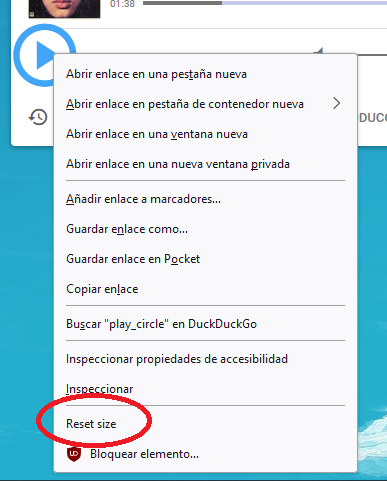 01:38
Abrir enlace en una pestaña nueva
Abrir enlace en pestaña de contenedor nueva
Abrir enlace en una ventana nueva
Abrir enlace en una nueva ventana privada
Añadir enlace a marcadores...
Guardar enlace como...
Guardar enlace en Pocket
Copiar enlace
Buscar "play_circle" en DuckDuckGo
Inspeccionar propiedades de accesibilidad
Inspeccionar
Reset size
Bloquear elemento...